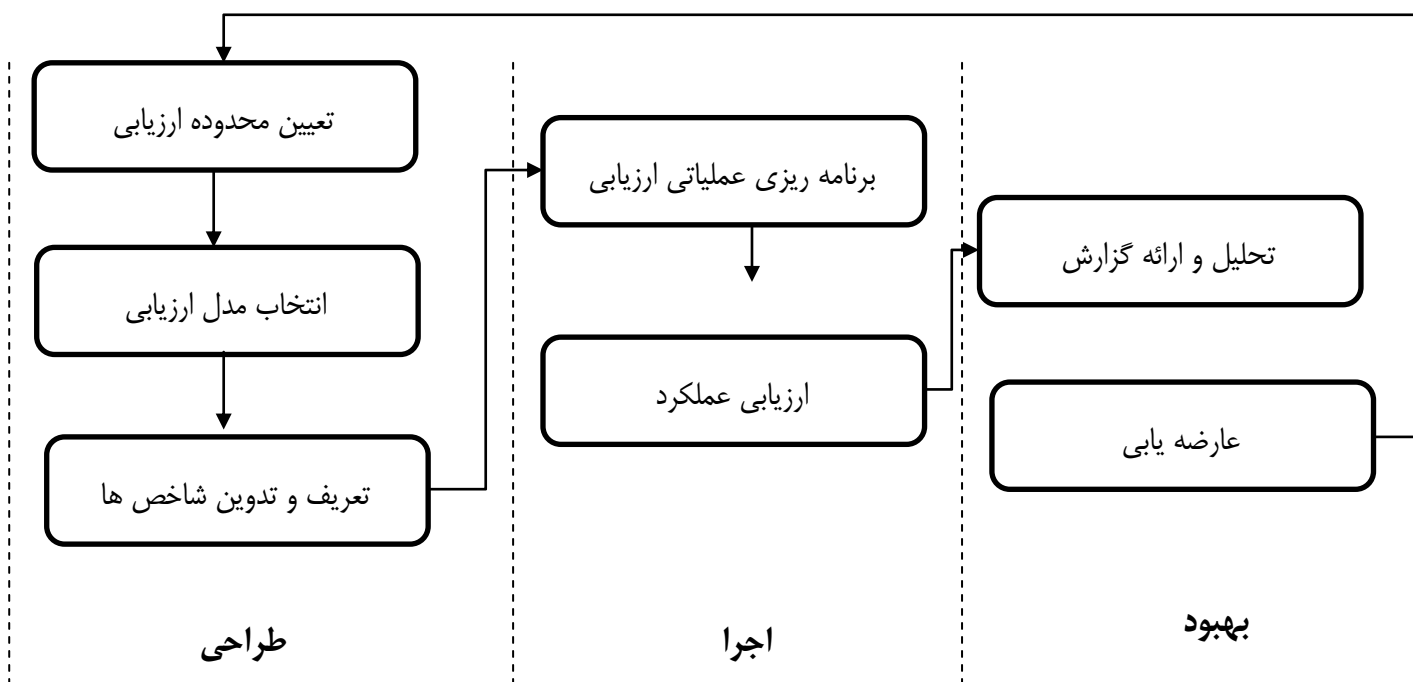 تعیین محدوده ارزیابی
انتخاب مدل ارزیابی
تعریف و تدوین شاخص ها
طراحی
برنامه ریزی عملیاتی ارزیابی
ارزیابی عملکرد
اجرا
تحلیل و ارائه گزارش
عارضه یابی
بهبود